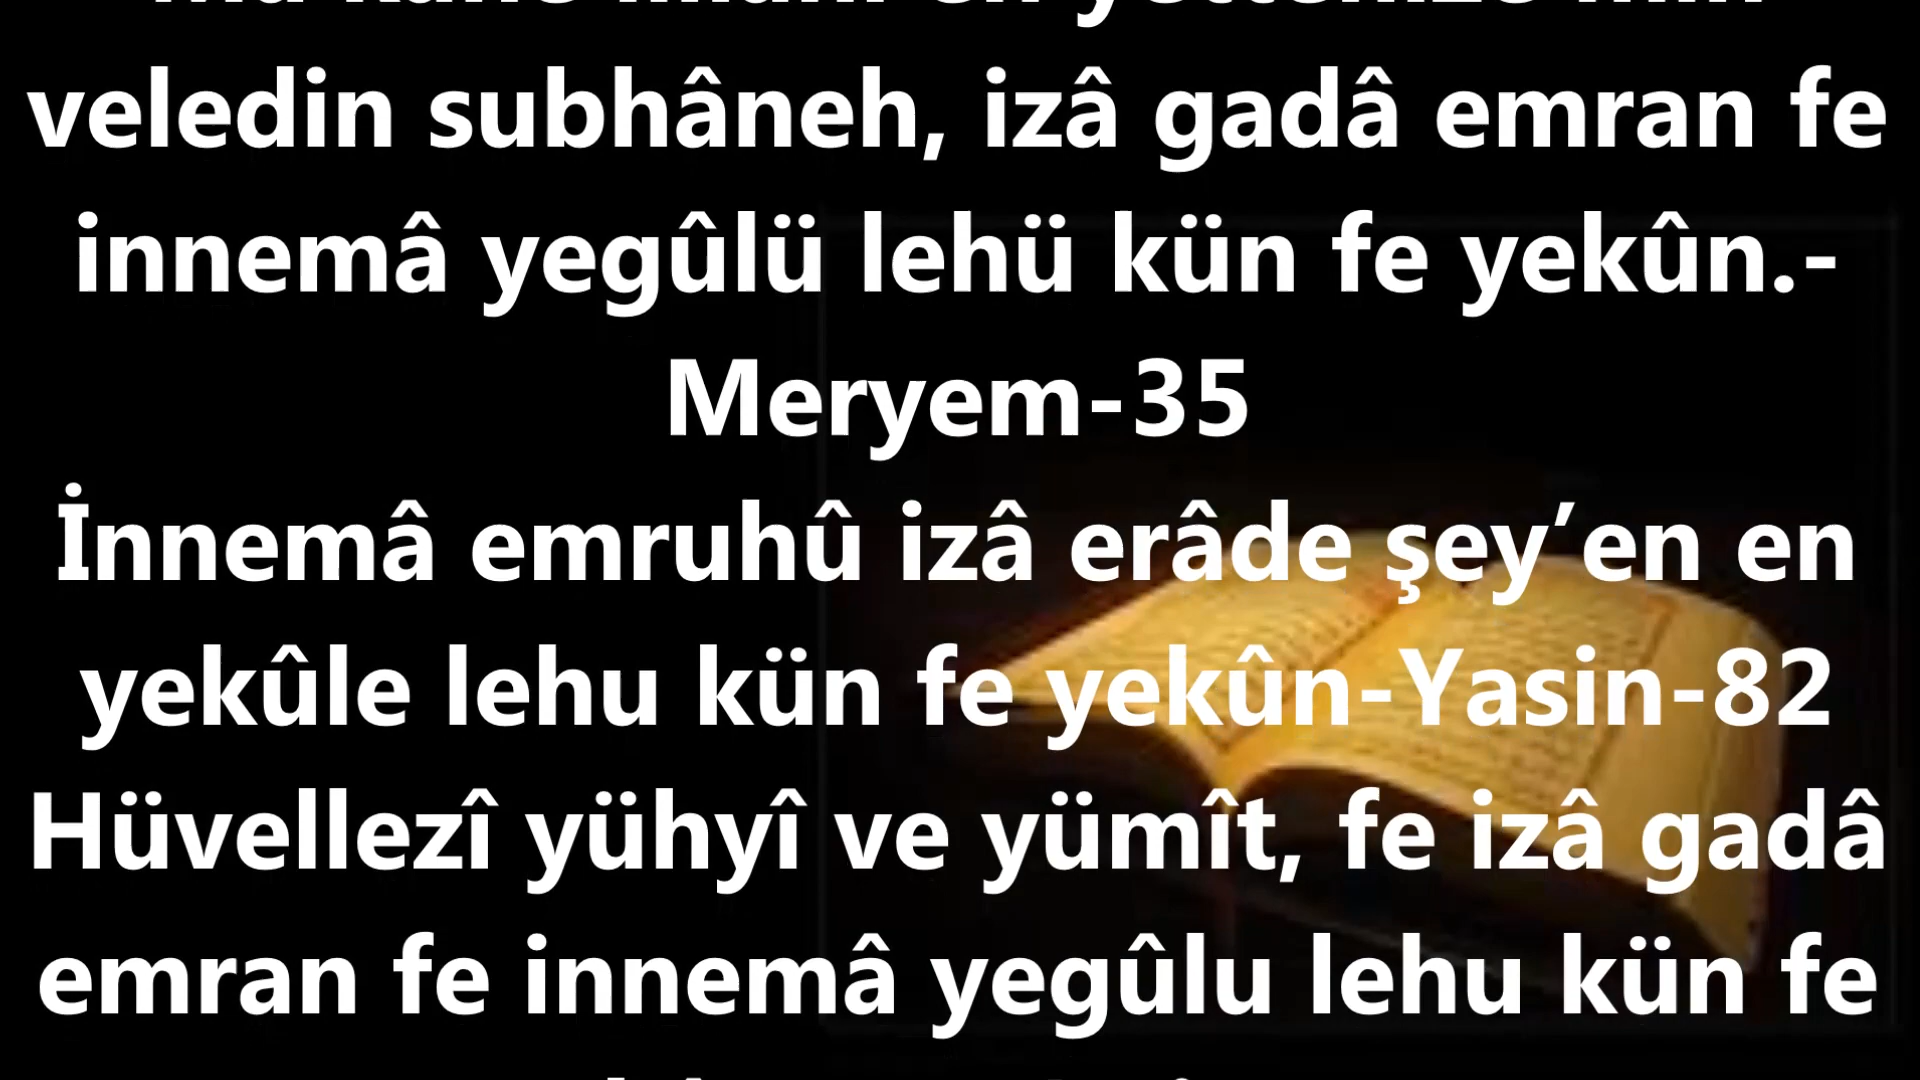 veledin subhâneh, izâ gadâ emran fe
innemâ yegûlü lehü kün fe yekûn.-
Meryem-35
İnnemâ emruhû izâ erâde şey’en en
yekûle lehu kün fe yekûn-Yasin-82
Hüvellezî yühyî ve yümît, fe izâ gadâ
emran fe innemâ yegûlu lehu kün fe